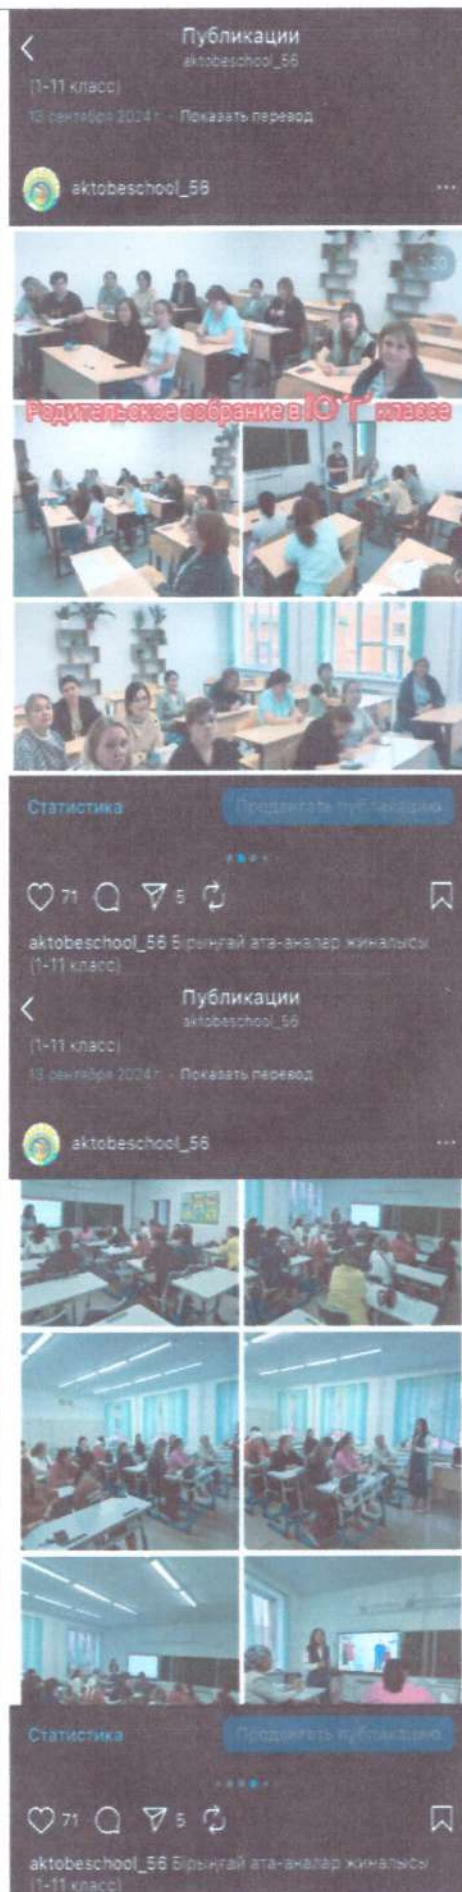 Публикации
aktobeschool_56
(1-11 класс)
13 сентября 2024 г. · Показать перевод
aktobeschool_56
Родительское собрание в 10 "Г" классе
Статистика
Продвигать публикацию
71 5
aktobeschool_56 Бірыңғай ата-аналар жиналысы
(1-11 класс)
Публикации
aktobeschool_56
(1-11 класс)
13 сентября 2024 г. · Показать перевод
aktobeschool_56
Статистика
Продвигать публикацию
71 5
aktobeschool_56 Бірыңғай ата-аналар жиналысы
(1-11 класс)